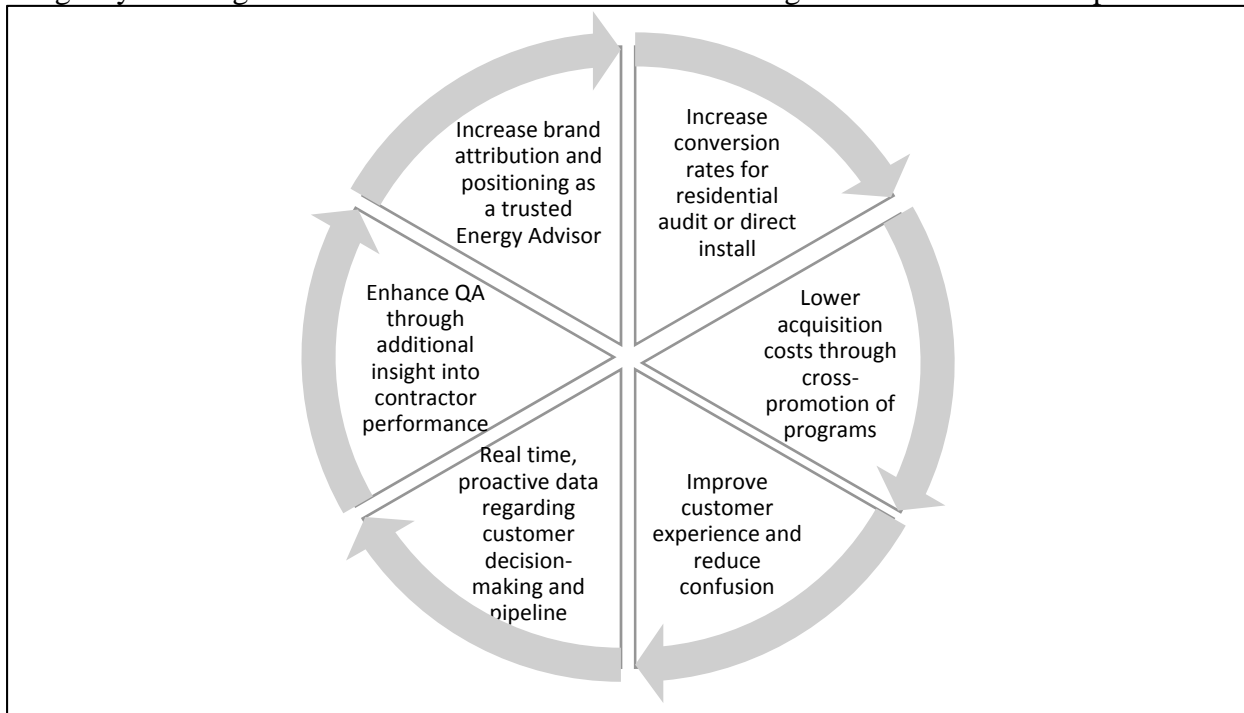 Increase brand
attribution and
positioning as
a trusted
Energy Advisor
Increase
conversion
rates for
residential
audit or direct
install
Lower
acquisition
costs through
cross-
promotion of
programs
Improve
customer
experience and
reduce
confusion
Real time,
proactive data
regarding
customer
decision-
making and
pipeline
Enhance QA
through
additional
insight into
contractor
performance